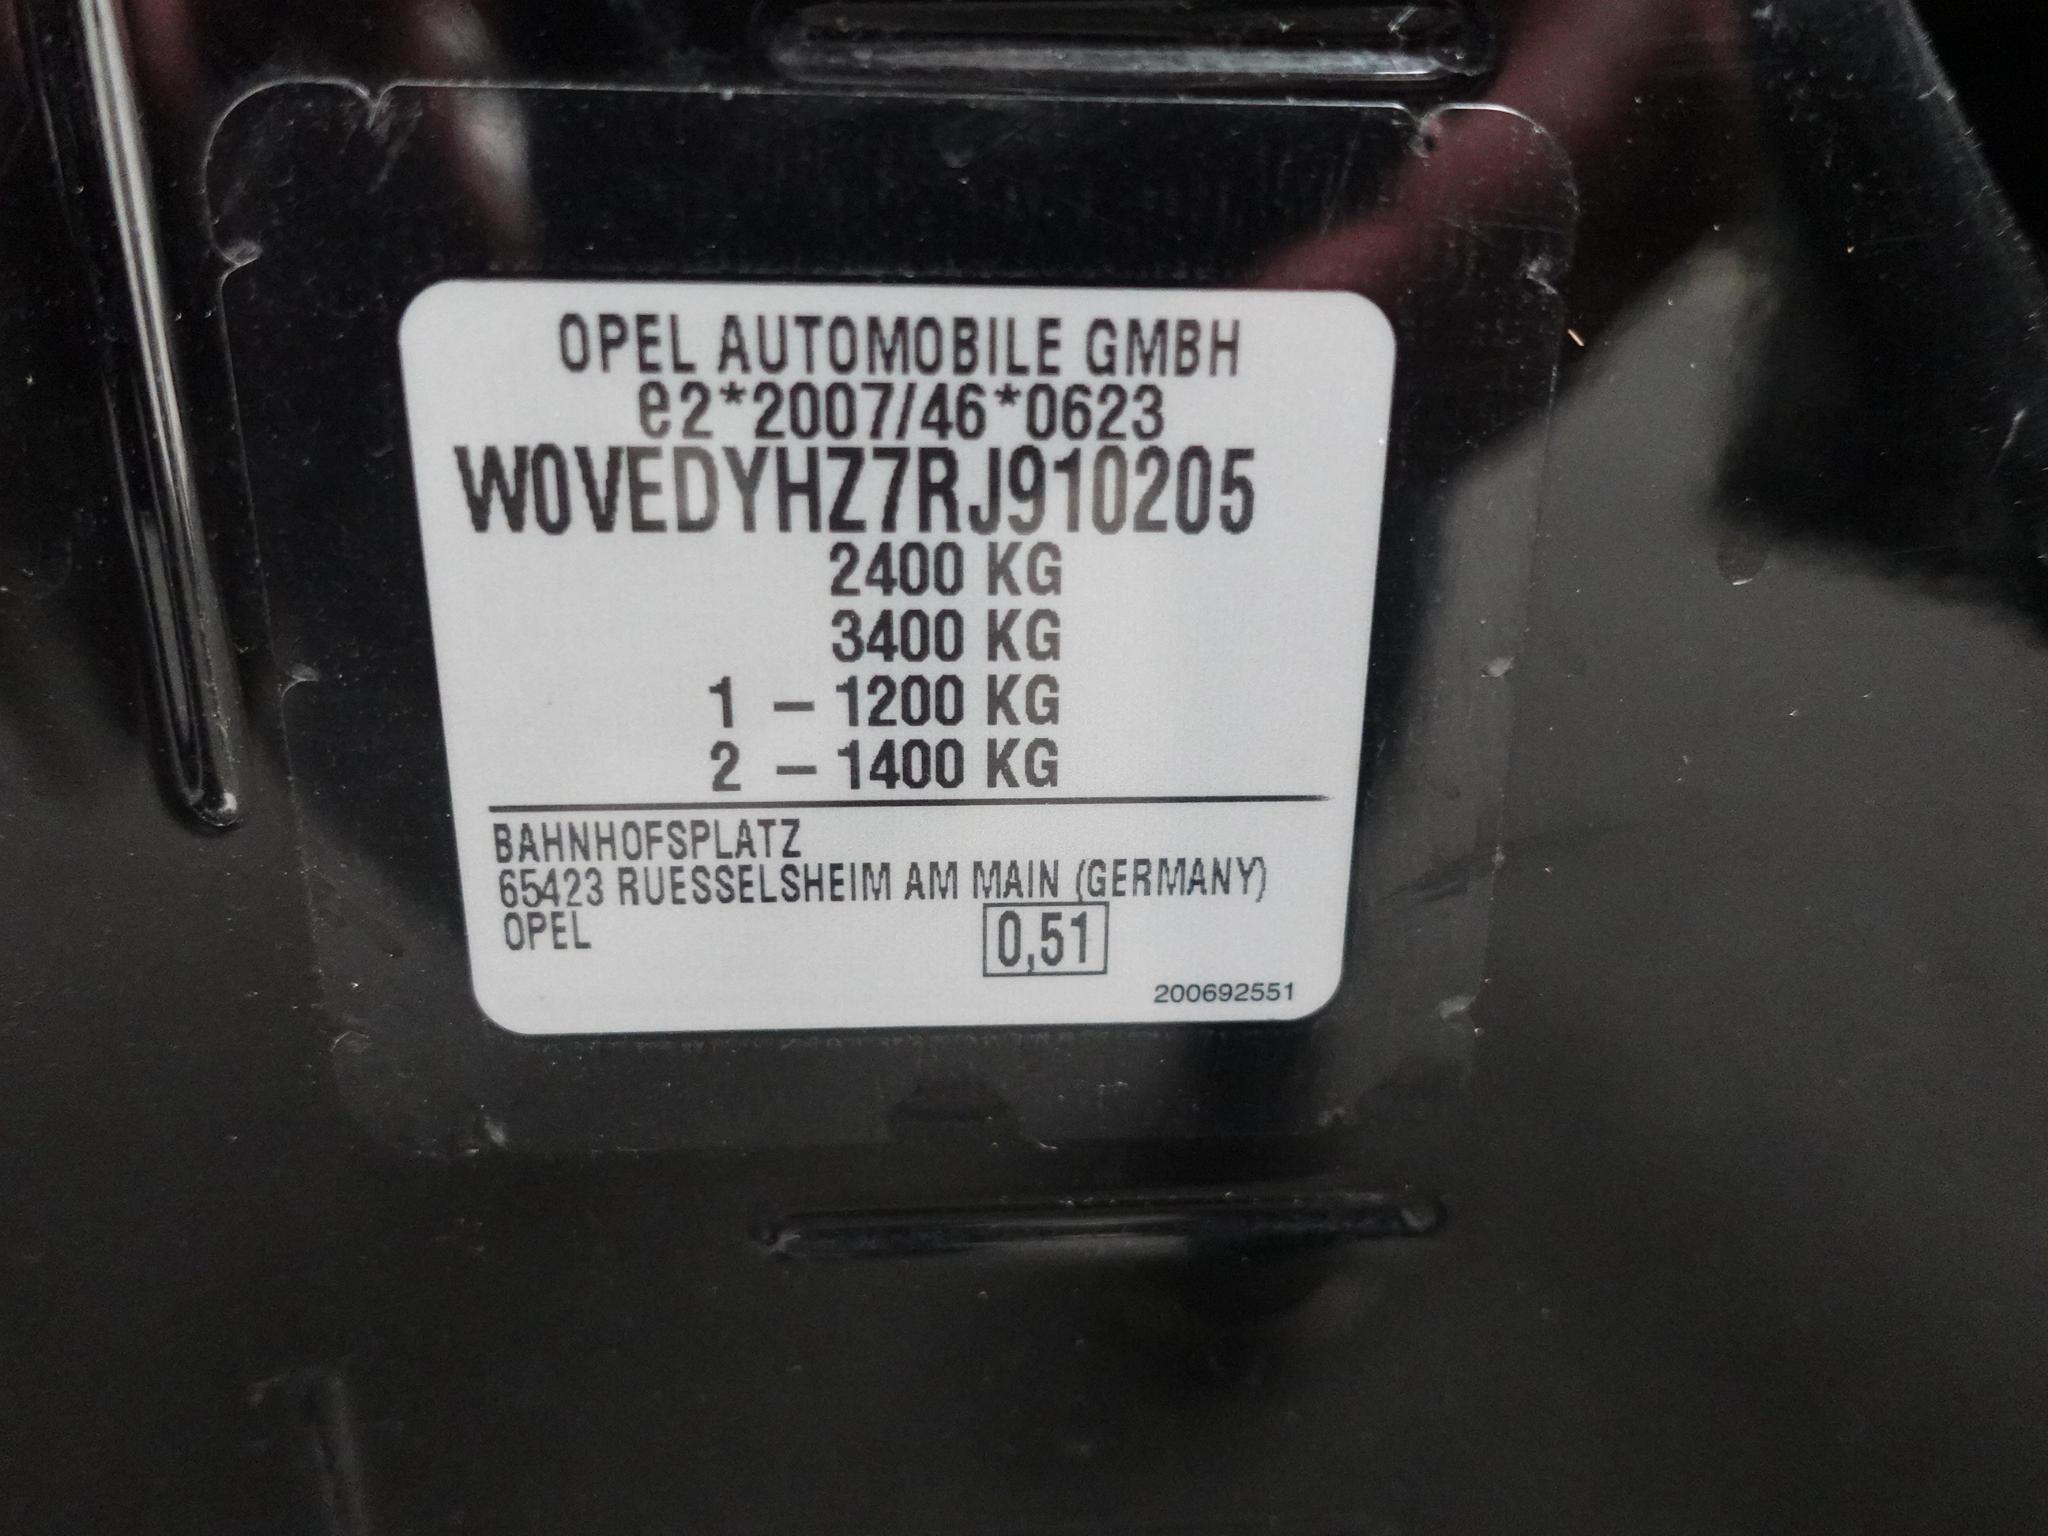 OPEL AUTOMOBILE GMBH
e2*2007/46*0623
W0VEDYHZ7RJ910205
2400 KG
3400 KG
1 – 1200 KG
2 – 1400 KG
BAHNHOFSPLATZ
65423 RUESSELSHEIM AM MAIN (GERMANY)
OPEL 0,51
200692551